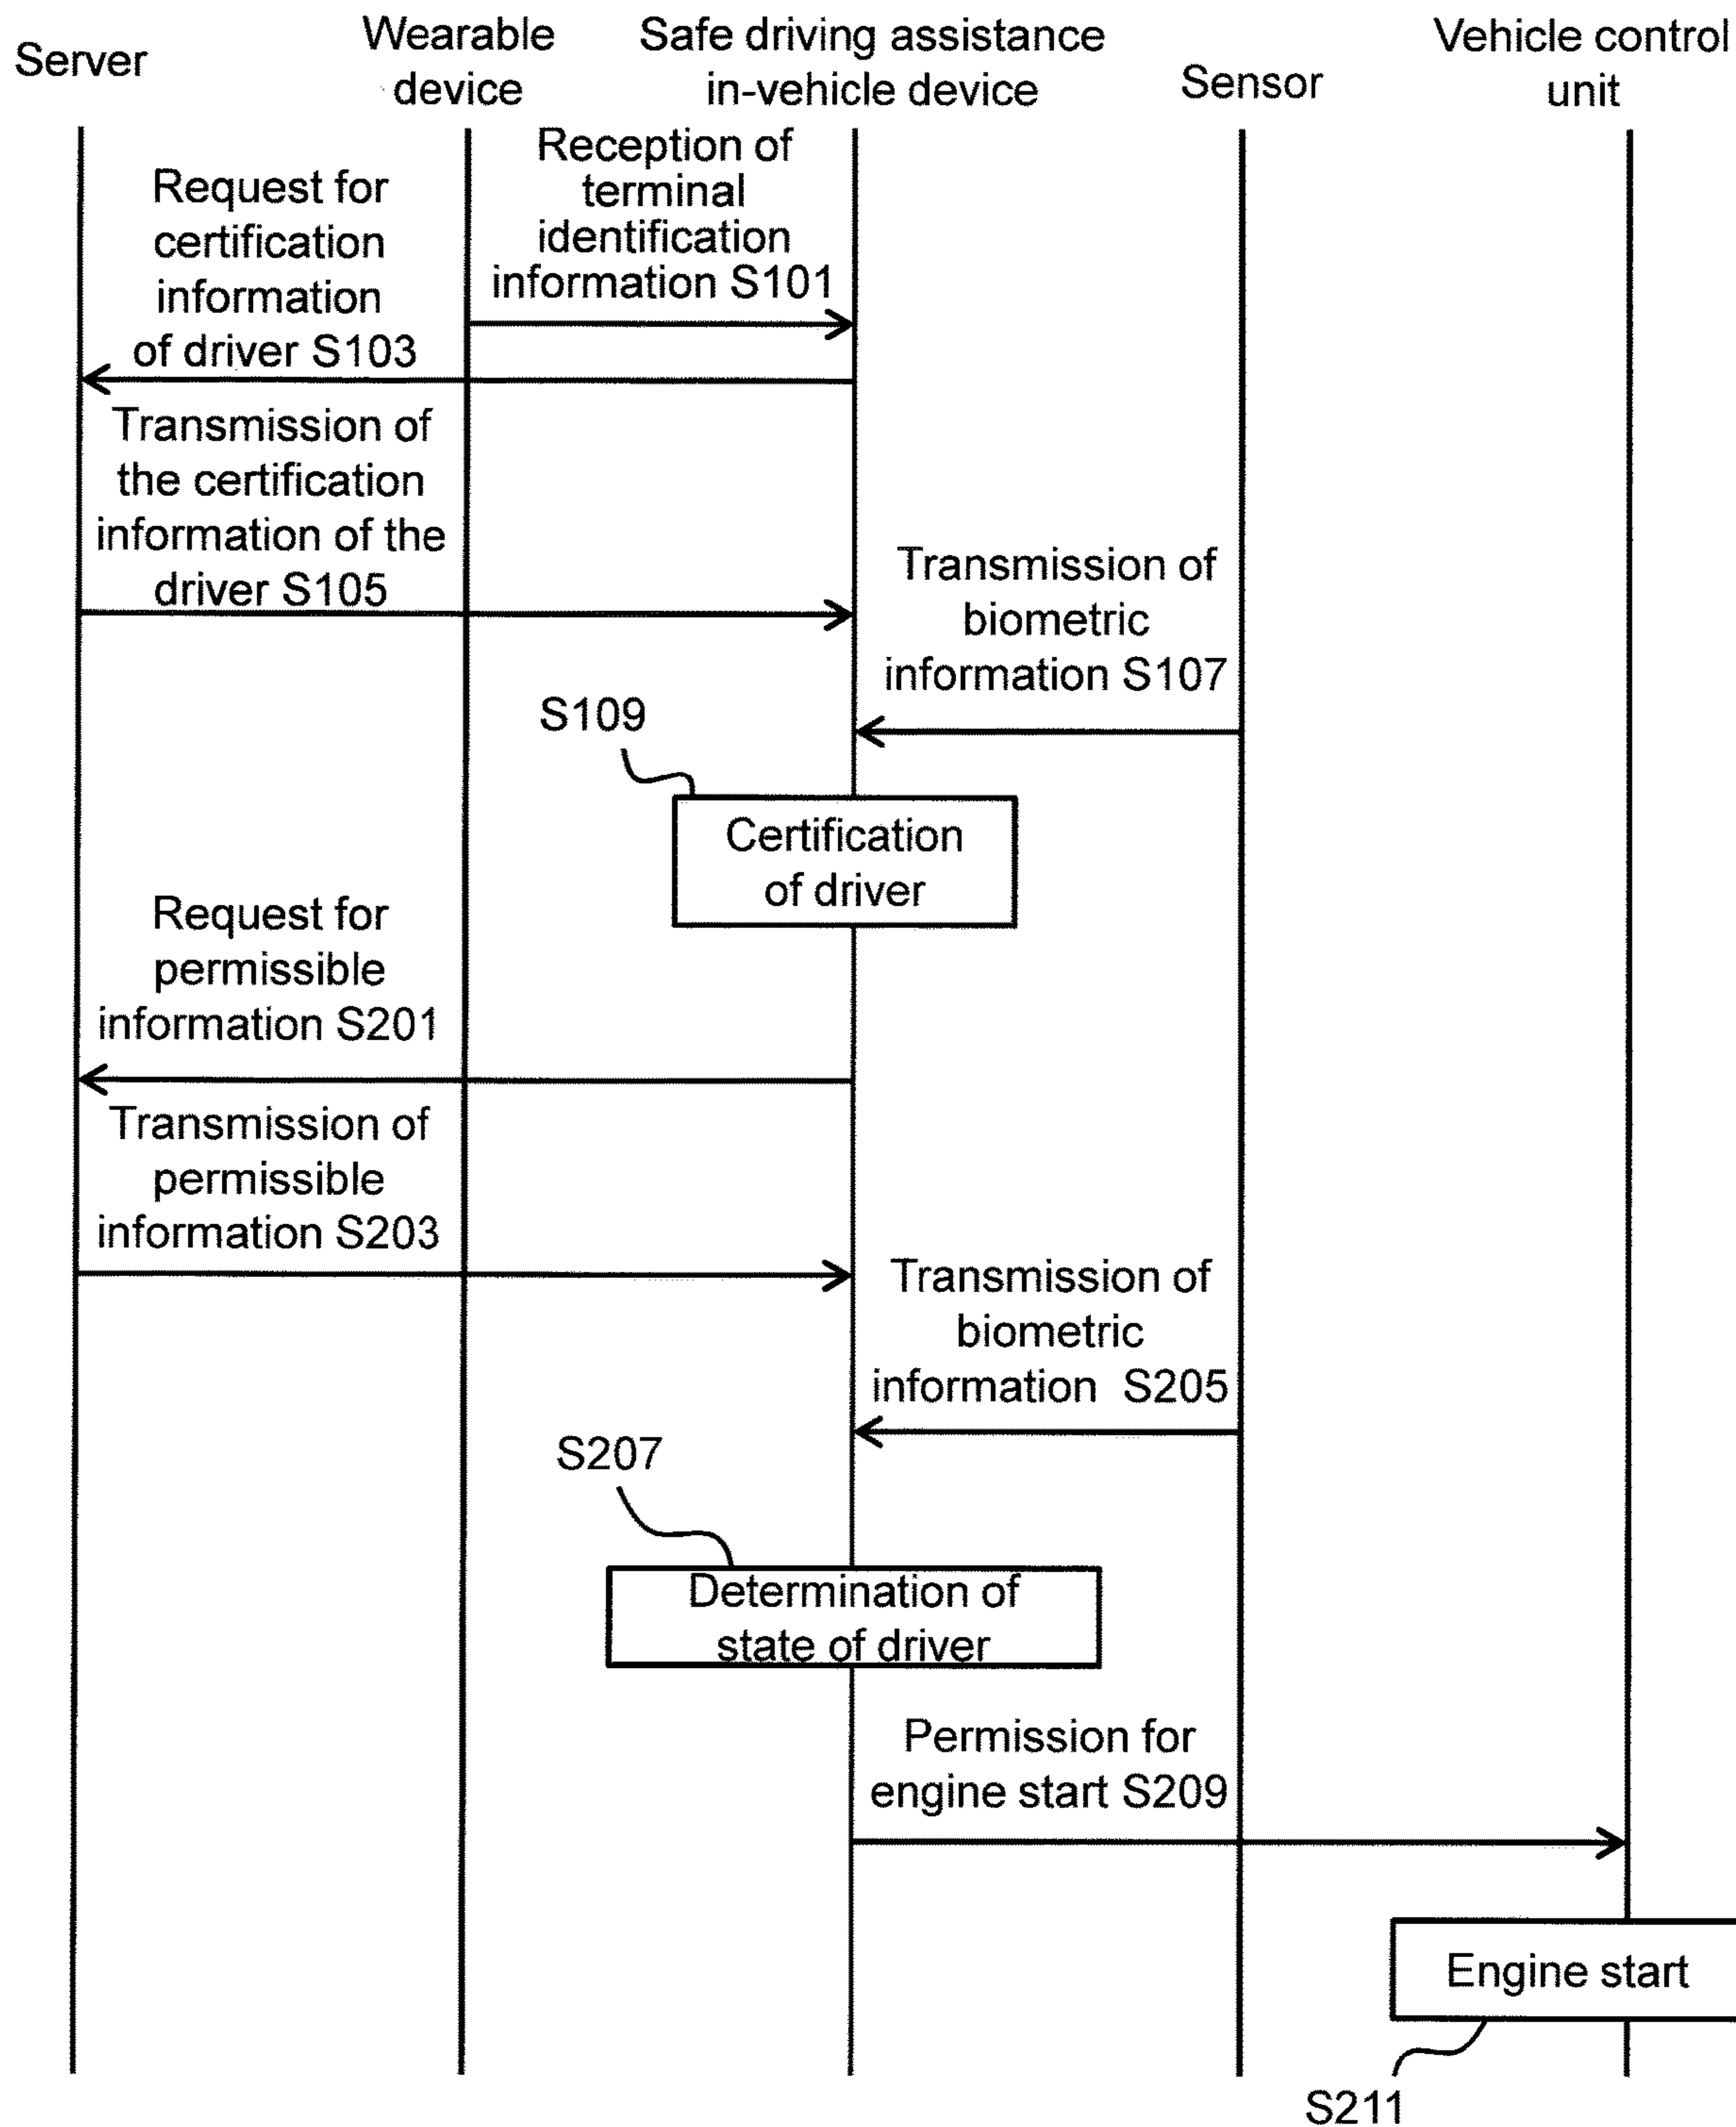 Server
Wearable
device
Safe driving assistance
in-vehicle device
Sensor
Vehicle control
unit
Reception of
terminal
identification
information S101
Request for
certification
information
of driver S103
Transmission of
the certification
information of the
driver S105
Transmission of
biometric
information S107
S109
Certification
of driver
Request for
permissible
information S201
Transmission of
permissible
information S203
Transmission of
biometric
information S205
S207
Determination of
state of driver
Permission for
engine start S209
Engine start
S211